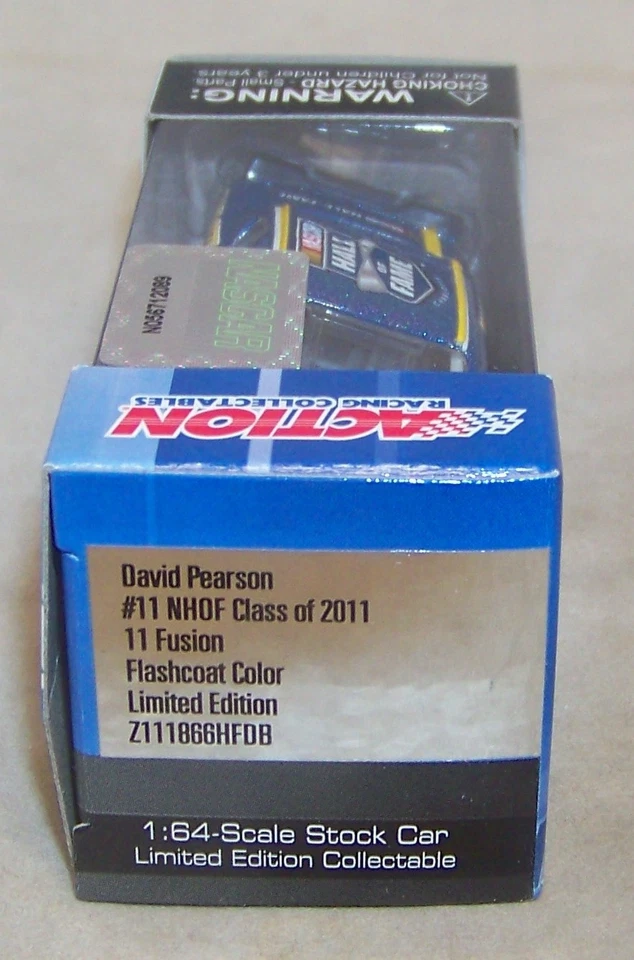 WARNING:
CHOKING HAZARD - Small Parts
Not for Children under 3 years.
NASCAR
HALL
OF
FAME
NASCAR
N056712089
ACTION
RACING COLLECTABLES
David Pearson
#11 NHOF Class of 2011
11 Fusion
Flashcoat Color
Limited Edition
Z111866HFDB
1:64-Scale Stock Car
Limited Edition Collectable